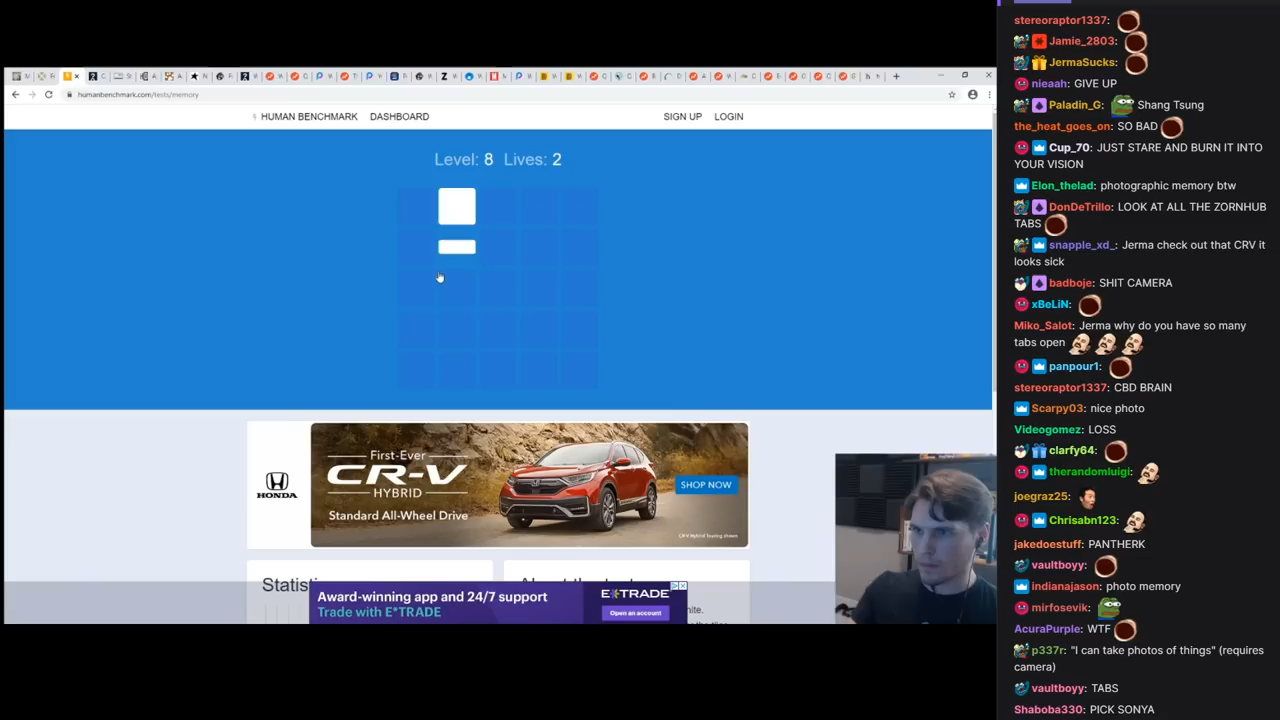 humanbenchmark.com/tests/memory
HUMAN BENCHMARK DASHBOARD SIGN UP LOGIN
Level: 8 Lives: 2
First-Ever
CR-V
HYBRID
Standard All-Wheel Drive
HONDA
SHOP NOW
CR-V Hybrid Touring shown
Award-winning app and 24/7 support
Trade with E*TRADE
E*TRADE
Open an account
stereoraptor1337:
Jamie_2803:
JermaSucks:
nieaah: GIVE UP
Paladin_G: Shang Tsung
the_heat_goes_on: SO BAD
Cup_70: JUST STARE AND BURN IT INTO
YOUR VISION
Elon_thelad: photographic memory btw
DonDeTrillo: LOOK AT ALL THE ZORNHUB
TABS
snapple_xd_: Jerma check out that CRV it
looks sick
badboje: SHIT CAMERA
xBeLiN:
Miko_Salot: Jerma why do you have so many
tabs open
panpour1:
stereoraptor1337: CBD BRAIN
Scarpy03: nice photo
Videogomez: LOSS
clarfy64:
therandomluigi:
joegraz25:
Chrisabn123:
jakedoestuff: PANTHERK
vaultboyy:
indianajason: photo memory
mirfosevik:
AcuraPurple: WTF
p337r: "I can take photos of things" (requires
camera)
vaultboyy: TABS
Shaboba330: PICK SONYA